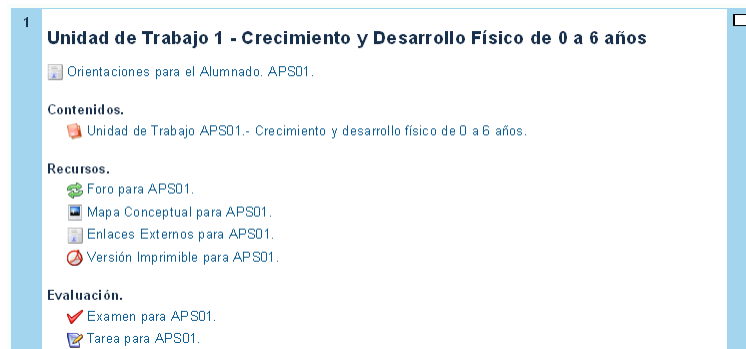 1
Unidad de Trabajo 1 - Crecimiento y Desarrollo Físico de 0 a 6 años
Orientaciones para el Alumnado. APS01.
Contenidos.
Unidad de Trabajo APS01.- Crecimiento y desarrollo físico de 0 a 6 años.
Recursos.
Foro para APS01.
Mapa Conceptual para APS01.
Enlaces Externos para APS01.
Versión Imprimible para APS01.
Evaluación.
Examen para APS01.
Tarea para APS01.